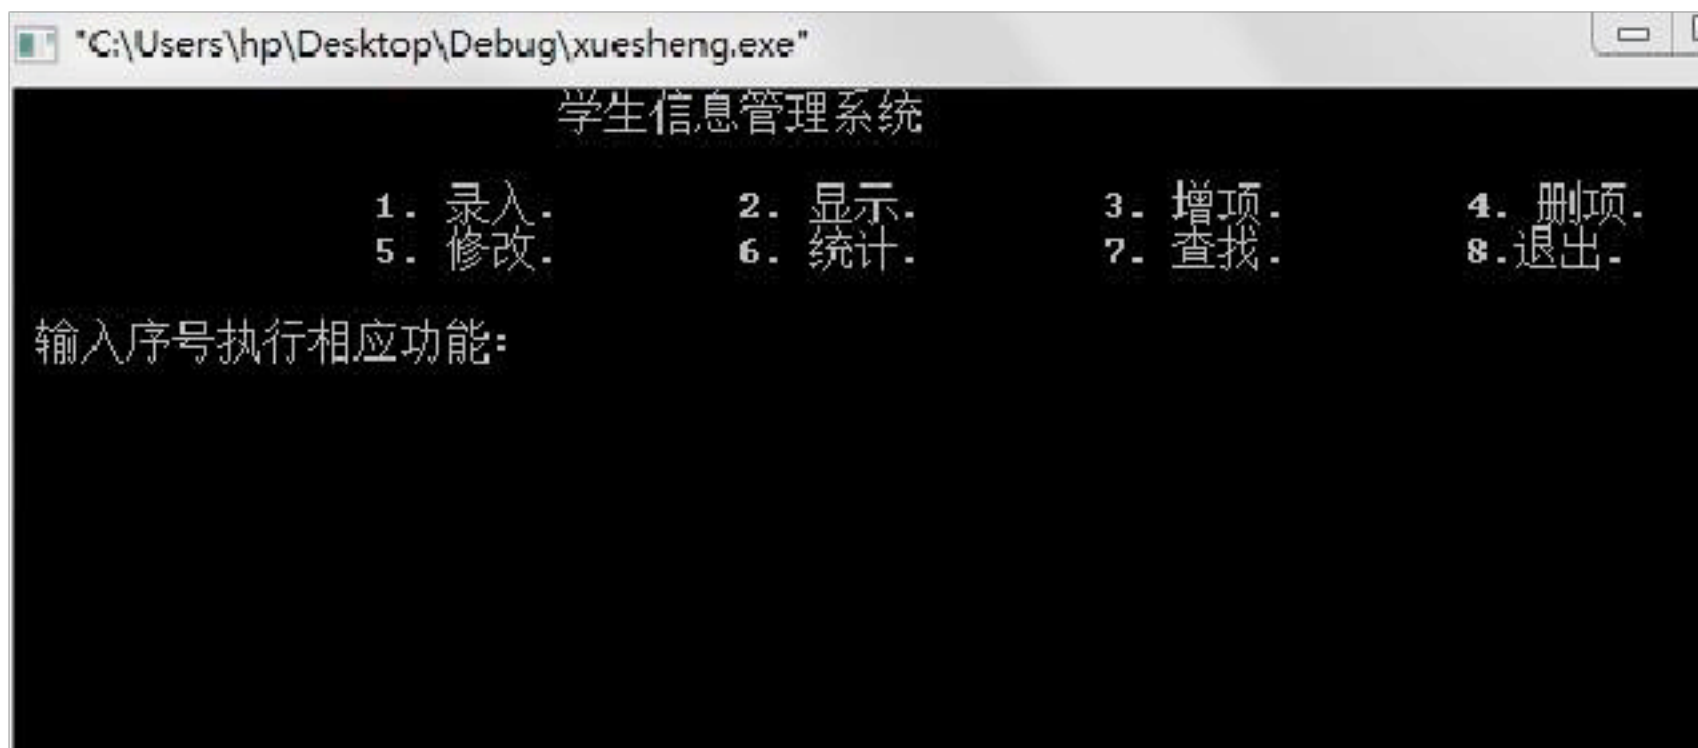 "C:\Users\hp\Desktop\Debug\xuesheng.exe"
学生信息管理系统
1. 录入. 2. 显示. 3. 增项. 4. 删项.
5. 修改. 6. 统计. 7. 查找. 8.退出.
输入序号执行相应功能: